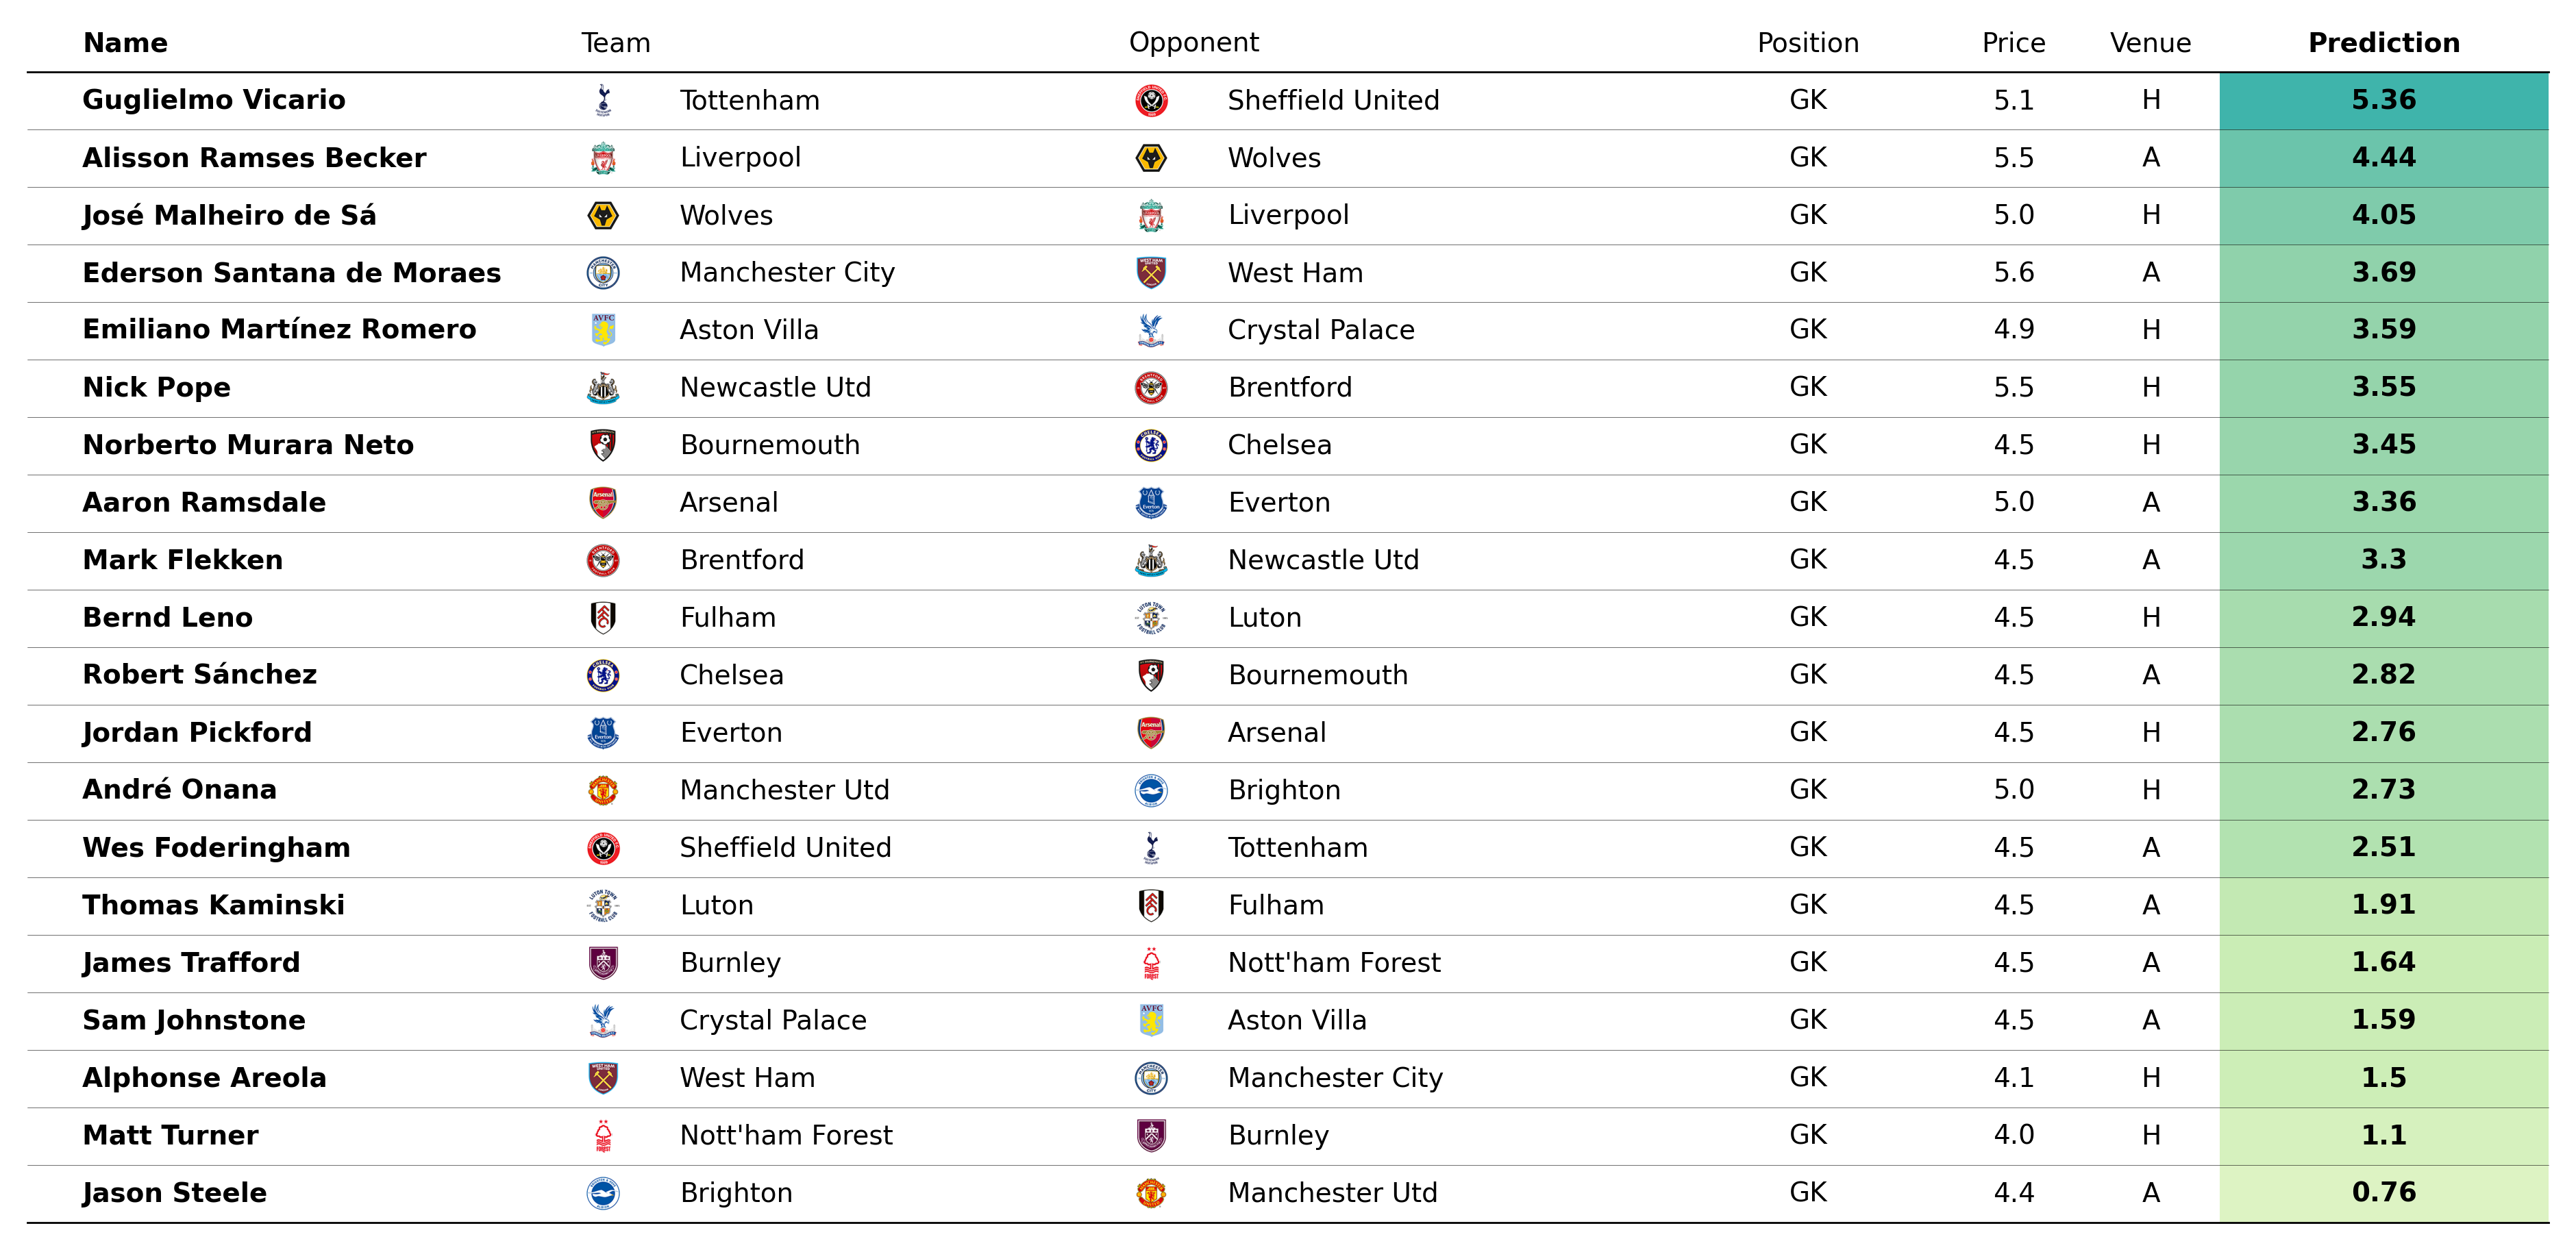 Name Team Opponent Position Price Venue Prediction
Guglielmo Vicario Tottenham Sheffield United GK 5.1 H 5.36
Alisson Ramses Becker Liverpool Wolves GK 5.5 A 4.44
José Malheiro de Sá Wolves Liverpool GK 5.0 H 4.05
Ederson Santana de Moraes Manchester City West Ham GK 5.6 A 3.69
Emiliano Martínez Romero Aston Villa Crystal Palace GK 4.9 H 3.59
Nick Pope Newcastle Utd Brentford GK 5.5 H 3.55
Norberto Murara Neto Bournemouth Chelsea GK 4.5 H 3.45
Aaron Ramsdale Arsenal Everton GK 5.0 A 3.36
Mark Flekken Brentford Newcastle Utd GK 4.5 A 3.3
Bernd Leno Fulham Luton GK 4.5 H 2.94
Robert Sánchez Chelsea Bournemouth GK 4.5 A 2.82
Jordan Pickford Everton Arsenal GK 4.5 H 2.76
André Onana Manchester Utd Brighton GK 5.0 H 2.73
Wes Foderingham Sheffield United Tottenham GK 4.5 A 2.51
Thomas Kaminski Luton Fulham GK 4.5 A 1.91
James Trafford Burnley Nott'ham Forest GK 4.5 A 1.64
Sam Johnstone Crystal Palace Aston Villa GK 4.5 A 1.59
Alphonse Areola West Ham Manchester City GK 4.1 H 1.5
Matt Turner Nott'ham Forest Burnley GK 4.0 H 1.1
Jason Steele Brighton Manchester Utd GK 4.4 A 0.76